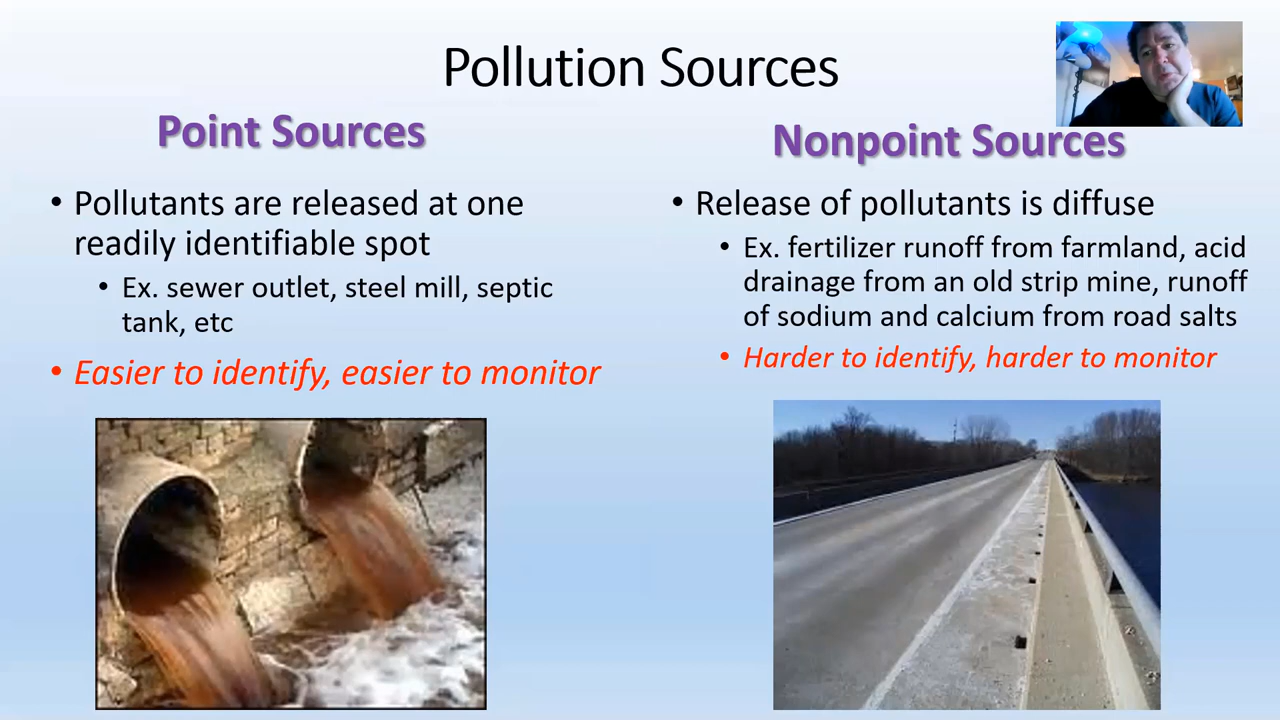 Pollution Sources
Point Sources
• Pollutants are released at one
readily identifiable spot
• Ex. sewer outlet, steel mill, septic
tank, etc
• Easier to identify, easier to monitor
Nonpoint Sources
• Release of pollutants is diffuse
• Ex. fertilizer runoff from farmland, acid
drainage from an old strip mine, runoff
of sodium and calcium from road salts
• Harder to identify, harder to monitor